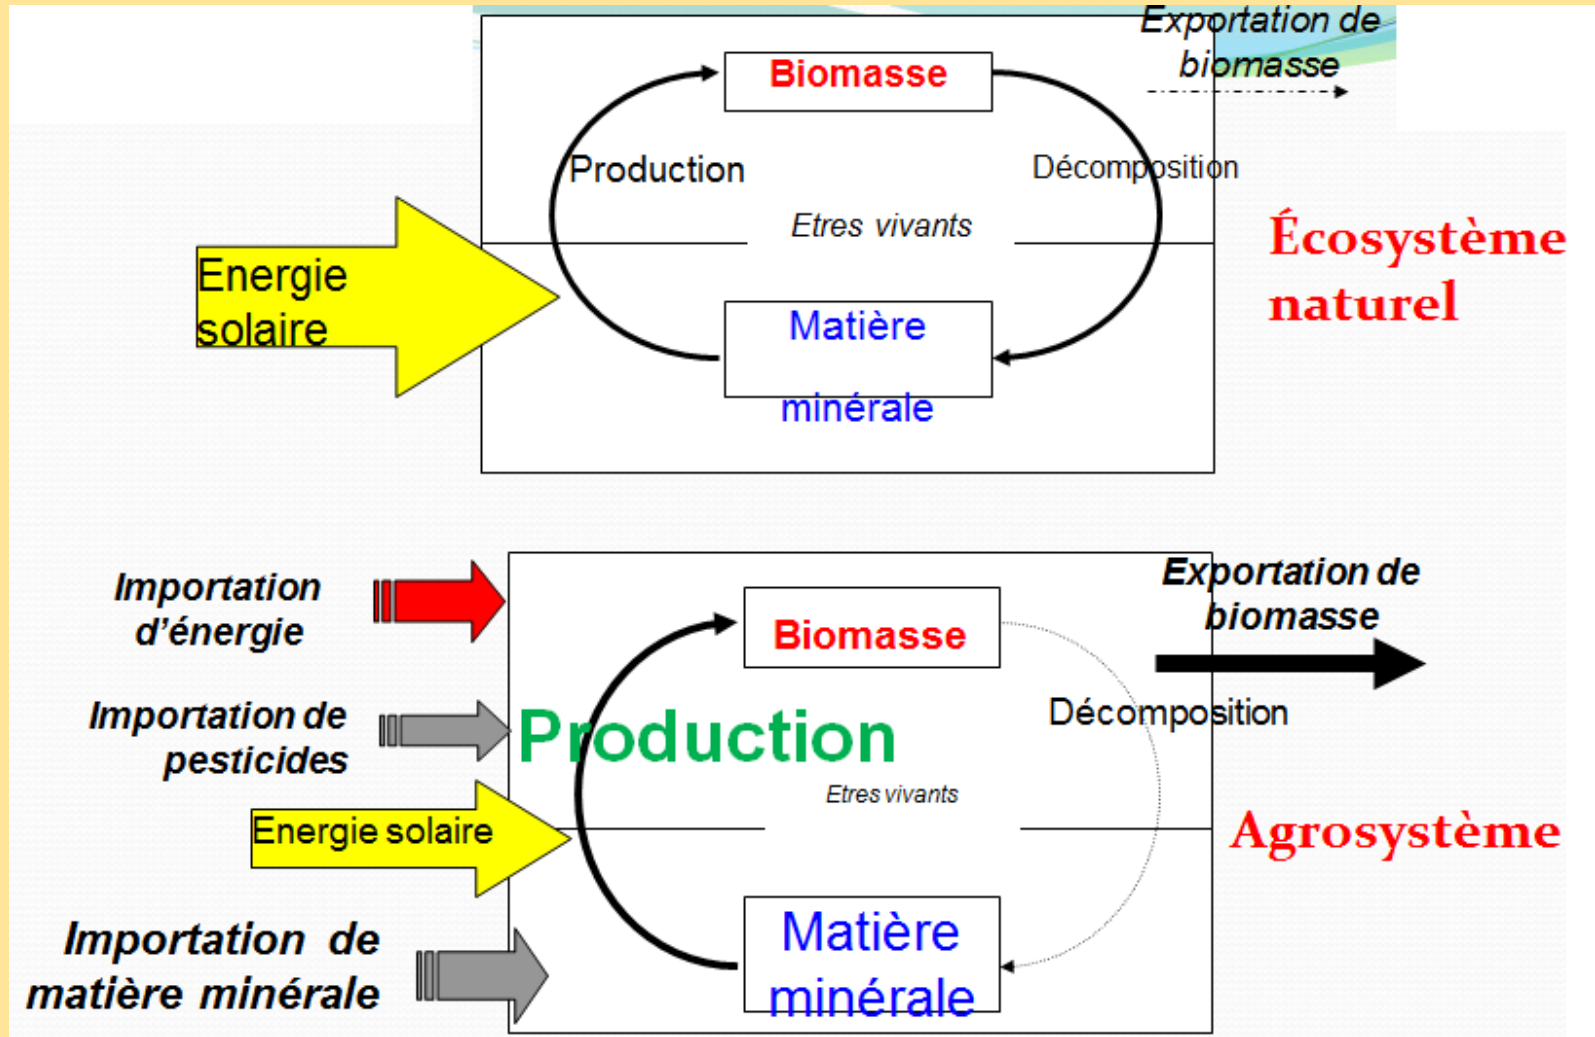 Exportation de
biomasse
Biomasse
Production
Décomposition
Etres vivants
Energie
solaire
Matière
minérale
Écosystème
naturel
Importation
d’énergie
Exportation de
biomasse
Biomasse
Importation de
pesticides
Production
Décomposition
Etres vivants
Energie solaire
Agrosystème
Matière
minérale
Importation de
matière minérale